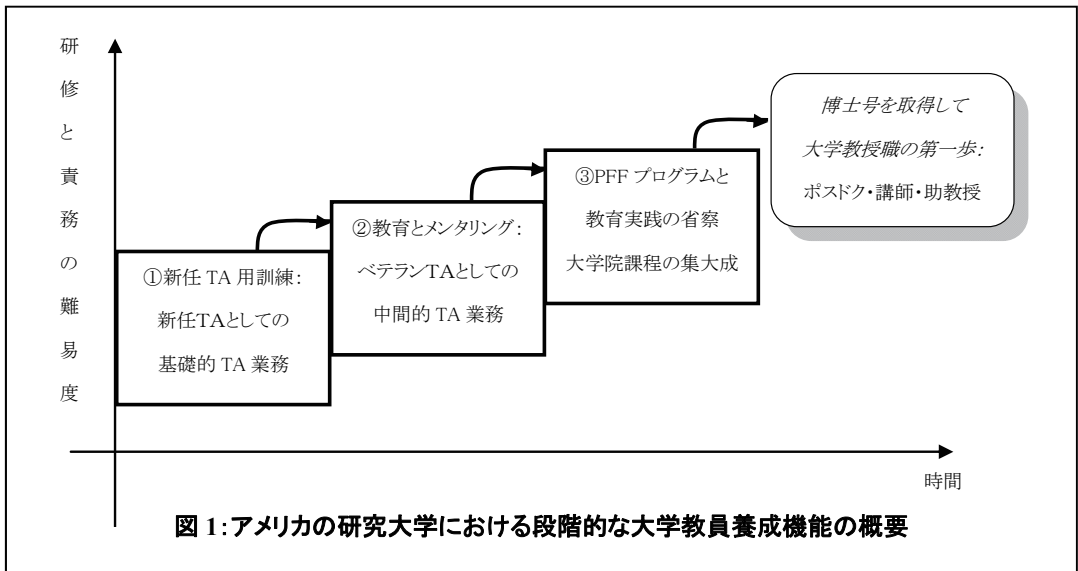 研修と責務の難易度
①新任 TA 用訓練：
新任TAとしての
基礎的 TA 業務
②教育とメンタリング：
ベテランTAとしての
中間的 TA 業務
③PFF プログラムと
教育実践の省察
大学院課程の集大成
博士号を取得して
大学教授職の第一歩：
ポスドク・講師・助教授
時間
図 1：アメリカの研究大学における段階的な大学教員養成機能の概要